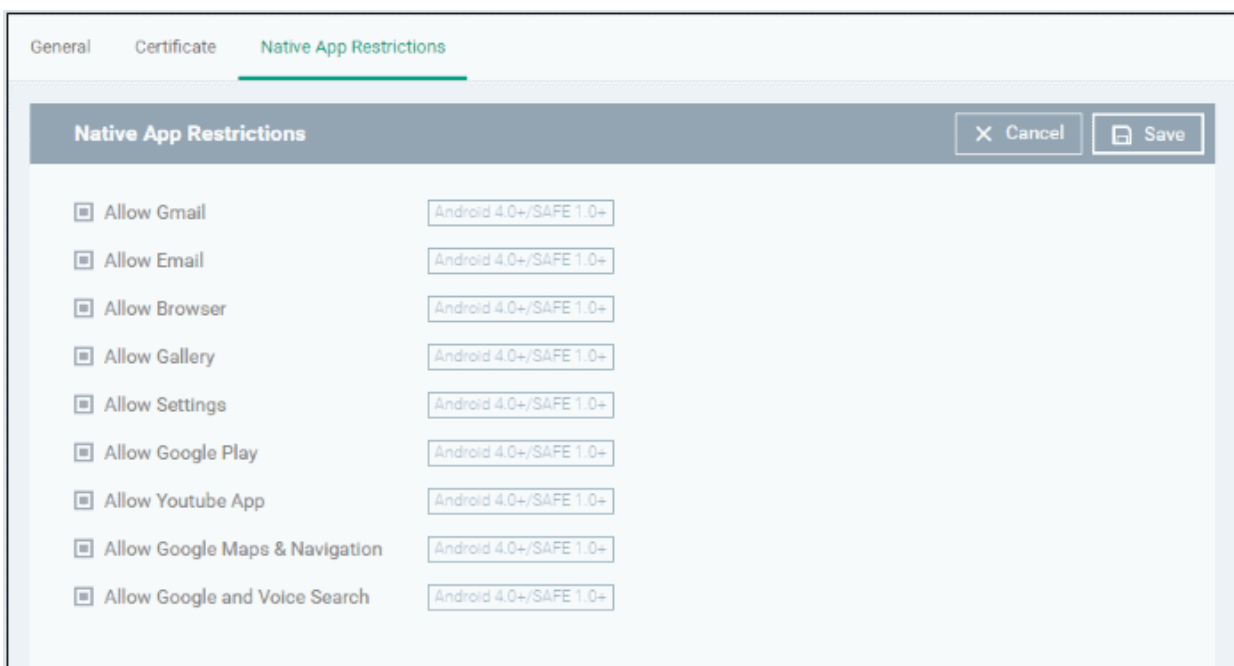 General Certificate Native App Restrictions
Native App Restrictions Cancel Save
Allow Gmail Android 4.0+/SAFE 1.0+
Allow Email Android 4.0+/SAFE 1.0+
Allow Browser Android 4.0+/SAFE 1.0+
Allow Gallery Android 4.0+/SAFE 1.0+
Allow Settings Android 4.0+/SAFE 1.0+
Allow Google Play Android 4.0+/SAFE 1.0+
Allow Youtube App Android 4.0+/SAFE 1.0+
Allow Google Maps & Navigation Android 4.0+/SAFE 1.0+
Allow Google and Voice Search Android 4.0+/SAFE 1.0+